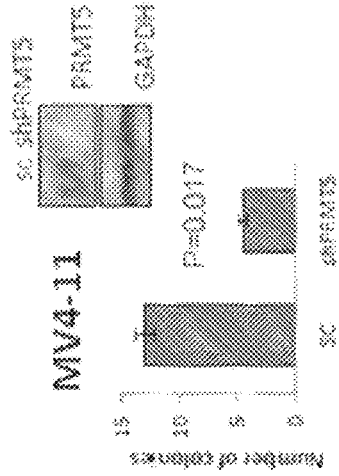 MV4-11
sc shPRMT5
PRMT5
GAPDH
P=0.017
Number of colonies
15
10
5
0
SC
shPRMT5